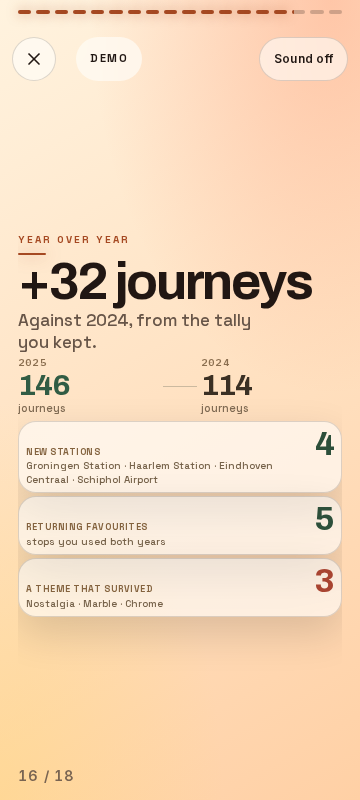 DEMO
Sound off
YEAR OVER YEAR
+32 journeys
Against 2024, from the tally
you kept.
2025
146
journeys
2024
114
journeys
NEW STATIONS
4
Groningen Station · Haarlem Station · Eindhoven
Centraal · Schiphol Airport
RETURNING FAVOURITES
5
stops you used both years
A THEME THAT SURVIVED
3
Nostalgia · Marble · Chrome
16 / 18